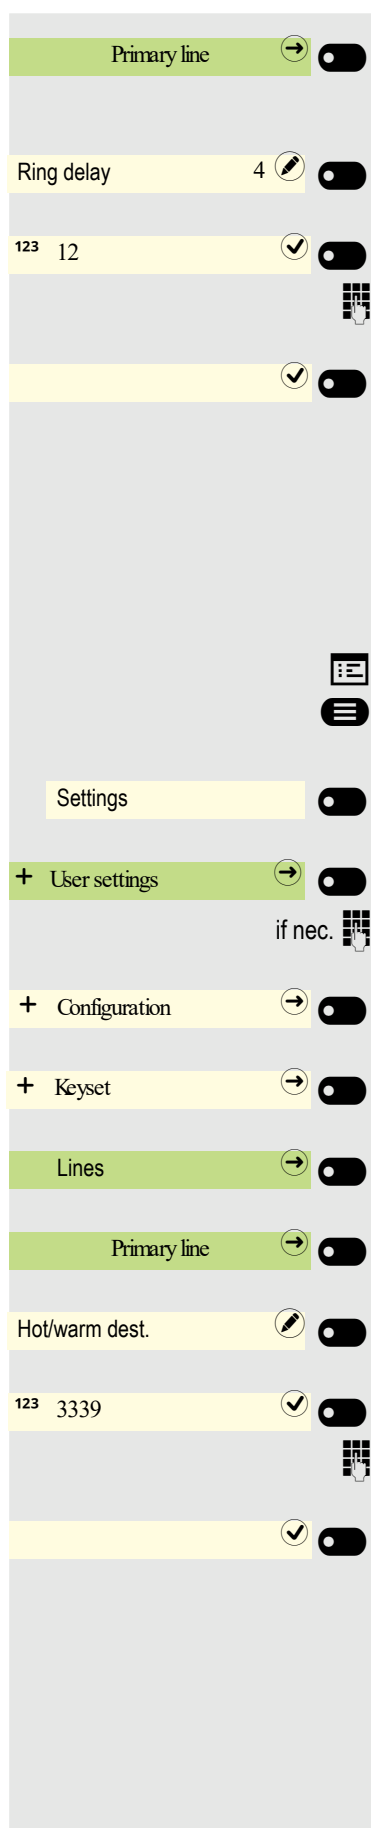 Primary line
Ring delay 4
123 12
Settings
+ User settings
if nec.
+ Configuration
+ Keyset
Lines
Primary line
Hot/warm dest.
123 3339